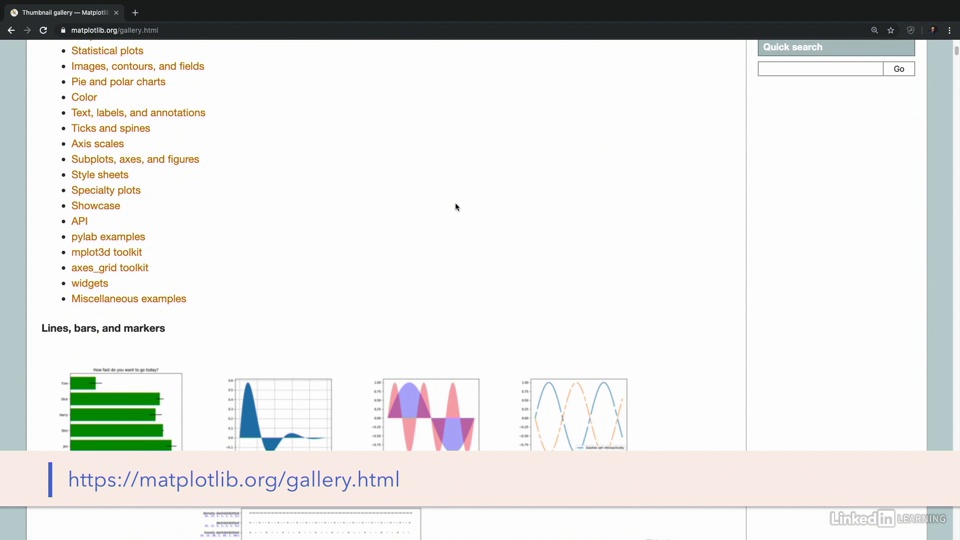 Thumbnail gallery — Matplotli
matplotlib.org/gallery.html
Statistical plots
Images, contours, and fields
Pie and polar charts
Color
Text, labels, and annotations
Ticks and spines
Axis scales
Subplots, axes, and figures
Style sheets
Specialty plots
Showcase
API
pylab examples
mplot3d toolkit
axes_grid toolkit
widgets
Miscellaneous examples
Quick search
Go
Lines, bars, and markers
How fast do you want to go today?
https://matplotlib.org/gallery.html
LinkedIn LEARNING